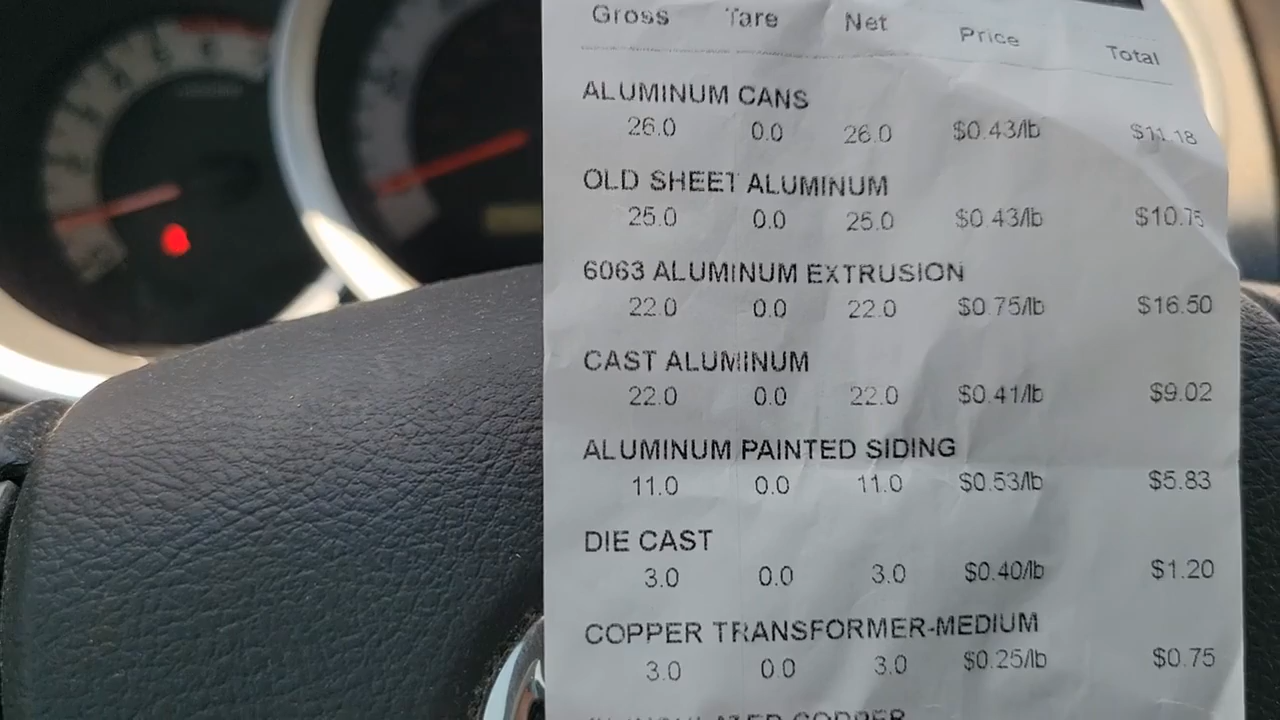 Gross Tare Net Price Total
ALUMINUM CANS
26.0 0.0 26.0 $0.43/lb $11.18
OLD SHEET ALUMINUM
25.0 0.0 25.0 $0.43/lb $10.75
6063 ALUMINUM EXTRUSION
22.0 0.0 22.0 $0.75/lb $16.50
CAST ALUMINUM
22.0 0.0 22.0 $0.41/lb $9.02
ALUMINUM PAINTED SIDING
11.0 0.0 11.0 $0.53/lb $5.83
DIE CAST
3.0 0.0 3.0 $0.40/lb $1.20
COPPER TRANSFORMER-MEDIUM
3.0 0.0 3.0 $0.25/lb $0.75
COPPER